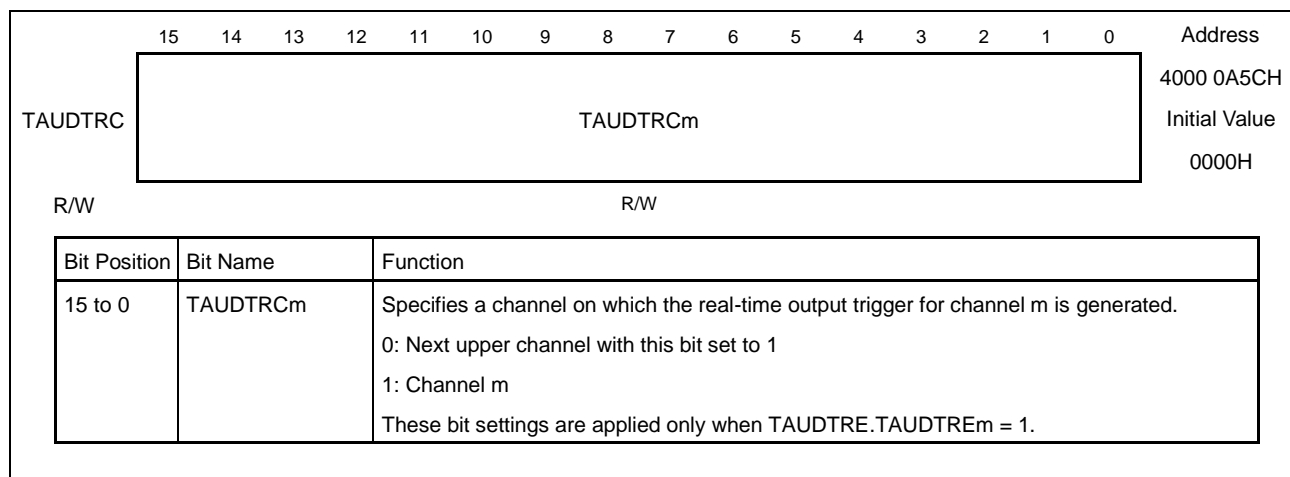 15 14 13 12 11 10 9 8 7 6 5 4 3 2 1 0 Address
4000 0A5CH
TAUDTRC TAUDTRCm Initial Value
0000H
R/W R/W
Bit Position Bit Name Function
15 to 0 TAUDTRCm Specifies a channel on which the real-time output trigger for channel m is generated.
0: Next upper channel with this bit set to 1
1: Channel m
These bit settings are applied only when TAUDTRE.TAUDTREm = 1.